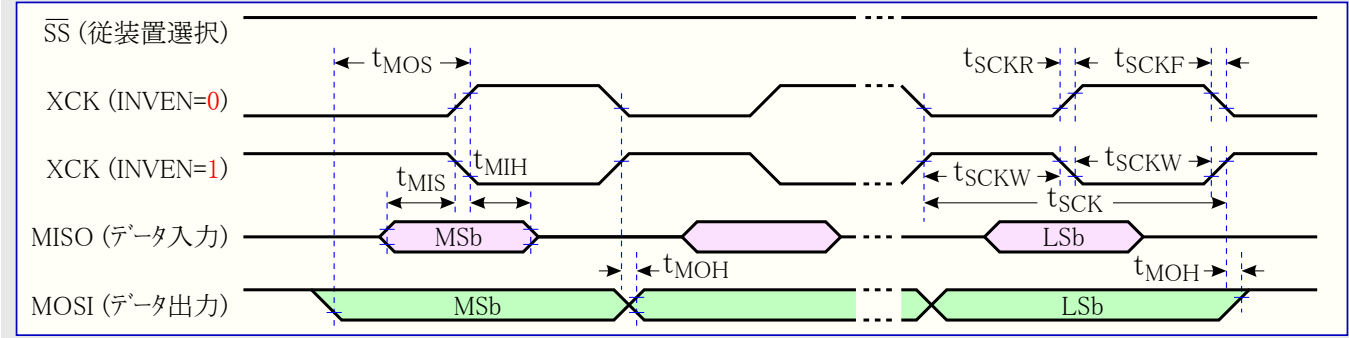 SS (従装置選択)
tMOS
tSCKR
tSCKF
XCK (INVEN=0)
XCK (INVEN=1)
tMIH
tMIS
tSCKW
tSCKW
tSCK
MISO (データ入力)
MSb
LSb
tMOH
tMOH
MOSI (データ出力)
MSb
LSb